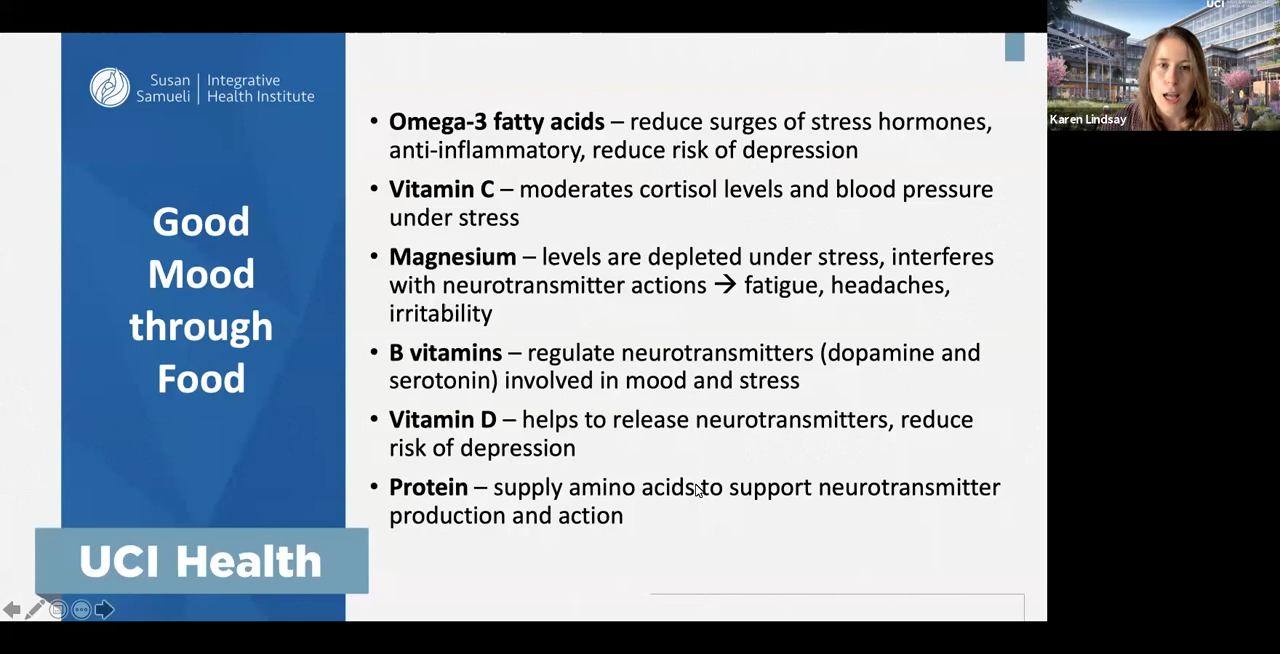 Susan
Samueli
Integrative
Health Institute
Good
Mood
through
Food
UCI Health
• Omega-3 fatty acids – reduce surges of stress hormones,
anti-inflammatory, reduce risk of depression
• Vitamin C – moderates cortisol levels and blood pressure
under stress
• Magnesium – levels are depleted under stress, interferes
with neurotransmitter actions → fatigue, headaches,
irritability
• B vitamins – regulate neurotransmitters (dopamine and
serotonin) involved in mood and stress
• Vitamin D – helps to release neurotransmitters, reduce
risk of depression
• Protein – supply amino acids to support neurotransmitter
production and action
UCI
Karen Lindsay